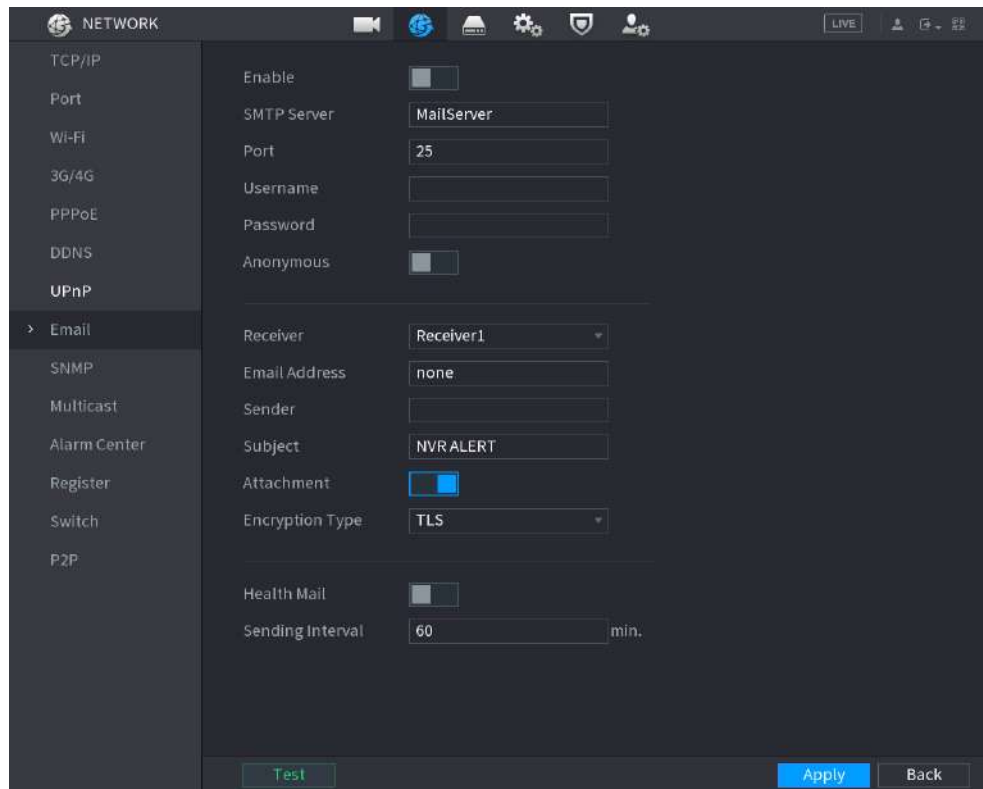 NETWORK
LIVE
TCP/IP
Port
Wi-Fi
3G/4G
PPPoE
DDNS
UPnP
Email
SNMP
Multicast
Alarm Center
Register
Switch
P2P
Enable
SMTP Server MailServer
Port 25
Username
Password
Anonymous
Receiver Receiver1
Email Address none
Sender
Subject NVR ALERT
Attachment
Encryption Type TLS
Health Mail
Sending Interval 60 min.
Test Apply Back